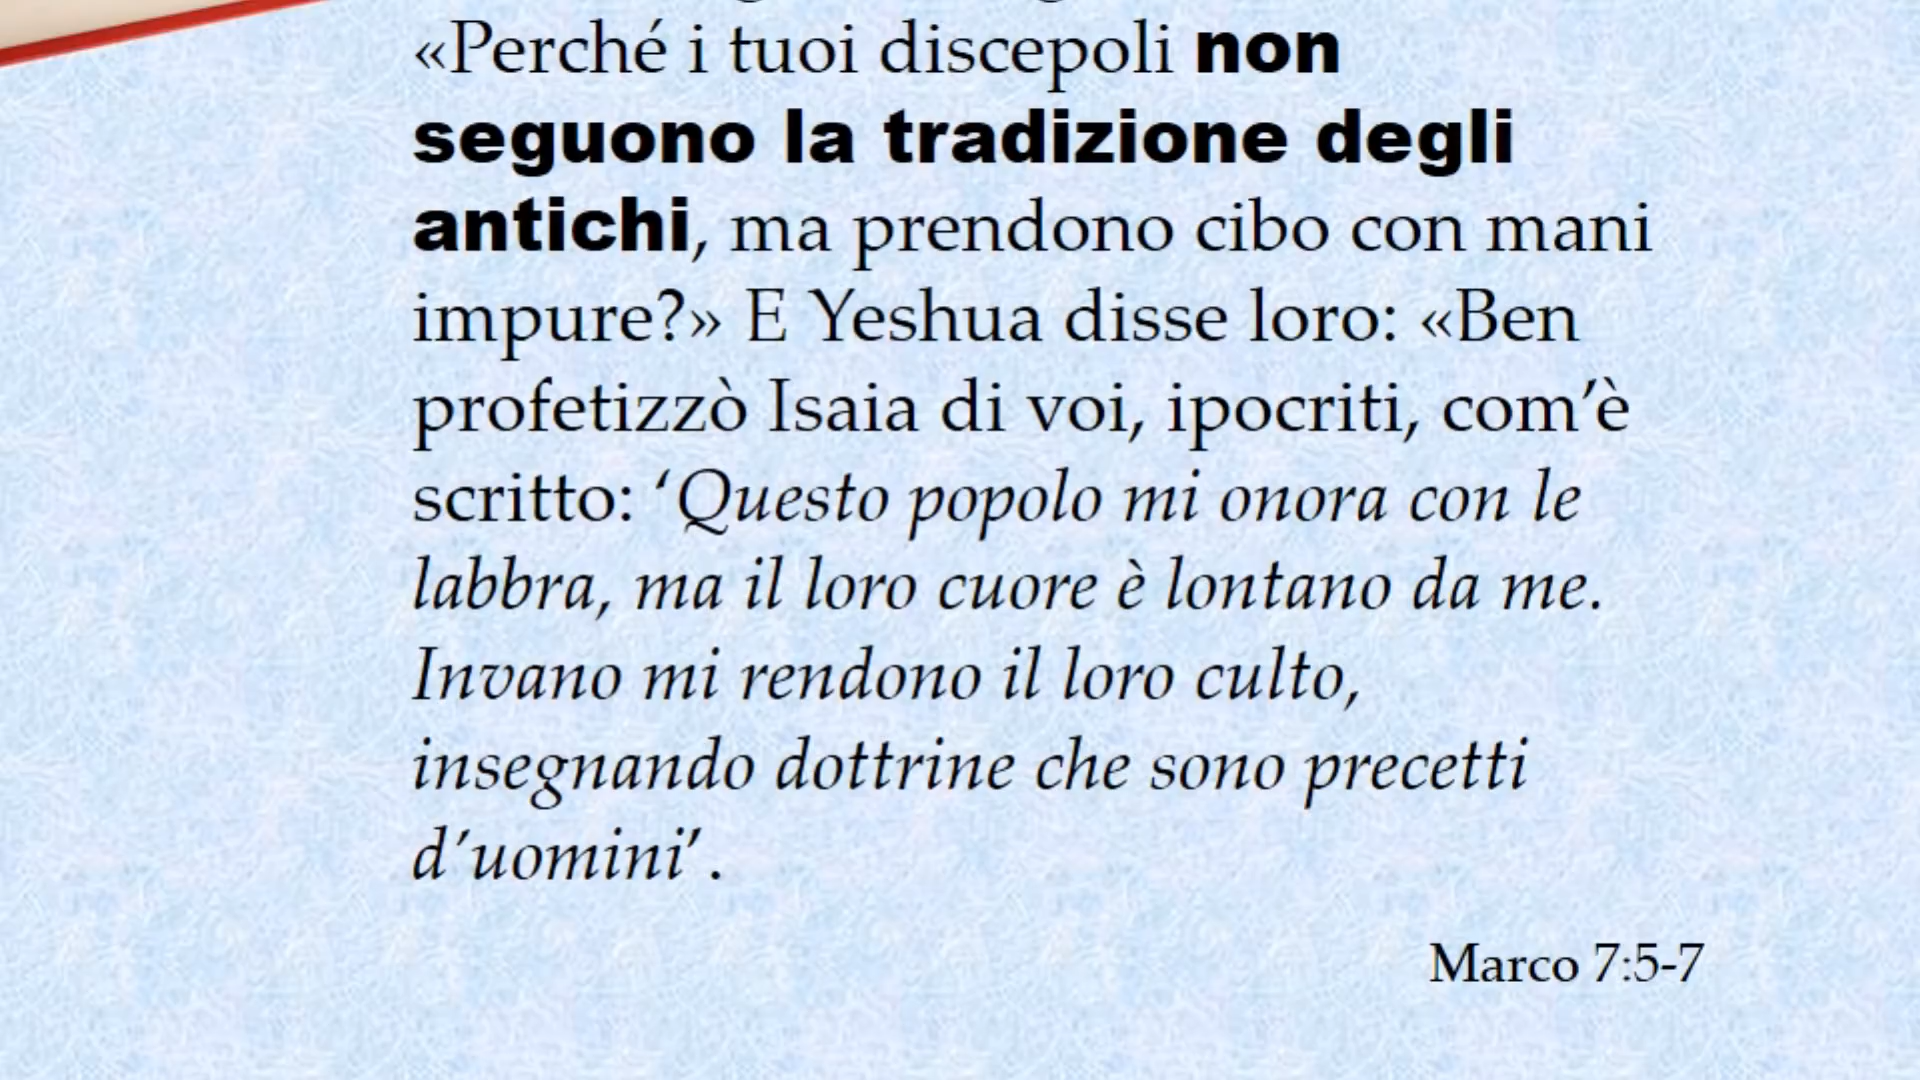 «Perché i tuoi discepoli non
seguono la tradizione degli
antichi, ma prendono cibo con mani
impure?» E Yeshua disse loro: «Ben
profetizzò Isaia di voi, ipocriti, com’è
scritto: ‘Questo popolo mi onora con le
labbra, ma il loro cuore è lontano da me.
Invano mi rendono il loro culto,
insegnando dottrine che sono precetti
d’uomini’.
Marco 7:5-7